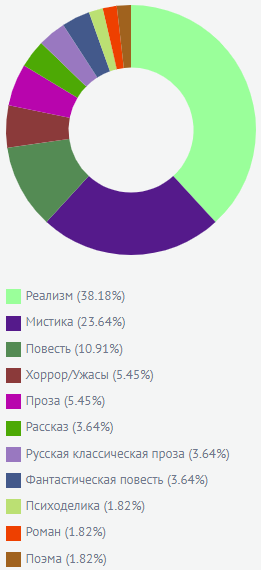 Реализм (38.18%)
Мистика (23.64%)
Повесть (10.91%)
Хоррор/Ужасы (5.45%)
Проза (5.45%)
Рассказ (3.64%)
Русская классическая проза (3.64%)
Фантастическая повесть (3.64%)
Психоделика (1.82%)
Роман (1.82%)
Поэма (1.82%)